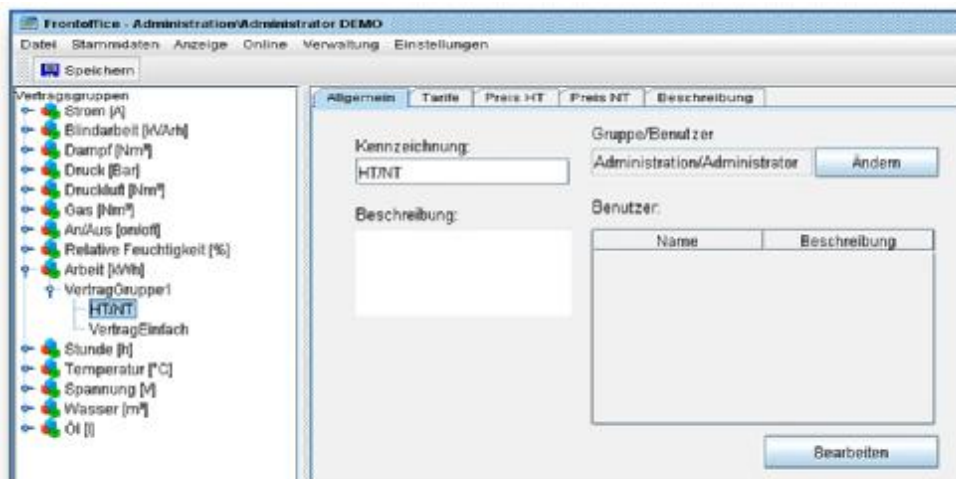 Frontoffice - Administration\Administrator DEMO
Datei Stammdaten Anzeige Online Verwaltung Einstellungen
Speichern
Vertragsgruppen
Strom [A]
Blindarbeit [kVArh]
Dampf [Nm³]
Druck [Bar]
Druckluft [Nm³]
Gas [Nm³]
An/Aus [on/off]
Relative Feuchtigkeit [%]
Arbeit [kWh]
VertragGruppe1
HT/NT
VertragEinfach
Stunde [h]
Temperatur [°C]
Spannung [V]
Wasser [m³]
Öl [l]
Allgemein Tarife Preis HT Preis NT Beschreibung
Kennzeichnung:
HT/NT
Beschreibung:
Gruppe/Benutzer
Administration/Administrator Ändern
Benutzer:
Name Beschreibung
Bearbeiten